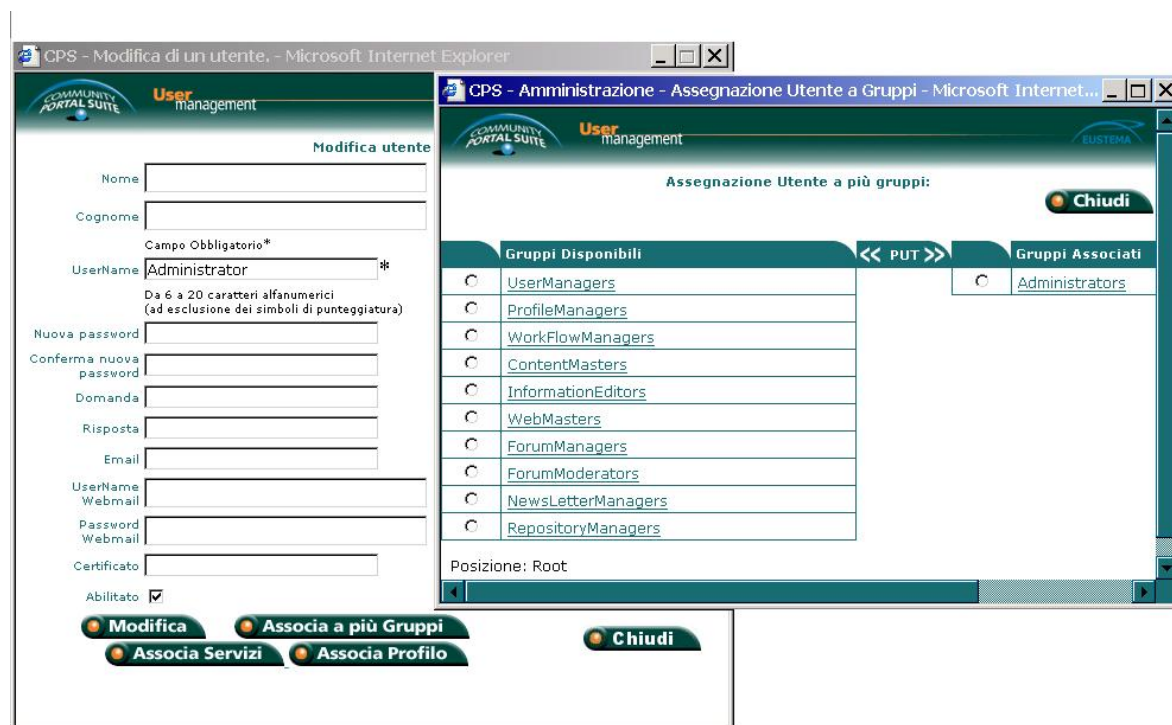 CPS - Modifica di un utente. - Microsoft Internet Explorer
COMMUNITY
PORTAL SUITE
User
management
Modifica utente
Nome
Cognome
Campo Obbligatorio*
UserName Administrator *
Da 6 a 20 caratteri alfanumerici
(ad esclusione dei simboli di punteggiatura)
Nuova password
Conferma nuova
password
Domanda
Risposta
Email
UserName
Webmail
Password
Webmail
Certificato
Abilitato
Modifica Associa a più Gruppi
Chiudi
Associa Servizi Associa Profilo
CPS - Amministrazione - Assegnazione Utente a Gruppi - Microsoft Internet...
COMMUNITY
PORTAL SUITE
User
management
EUSTEMA
Assegnazione Utente a più gruppi:
Chiudi
Gruppi Disponibili << PUT >> Gruppi Associati
UserManagers Administrators
ProfileManagers
WorkFlowManagers
ContentMasters
InformationEditors
WebMasters
ForumManagers
ForumModerators
NewsLetterManagers
RepositoryManagers
Posizione: Root